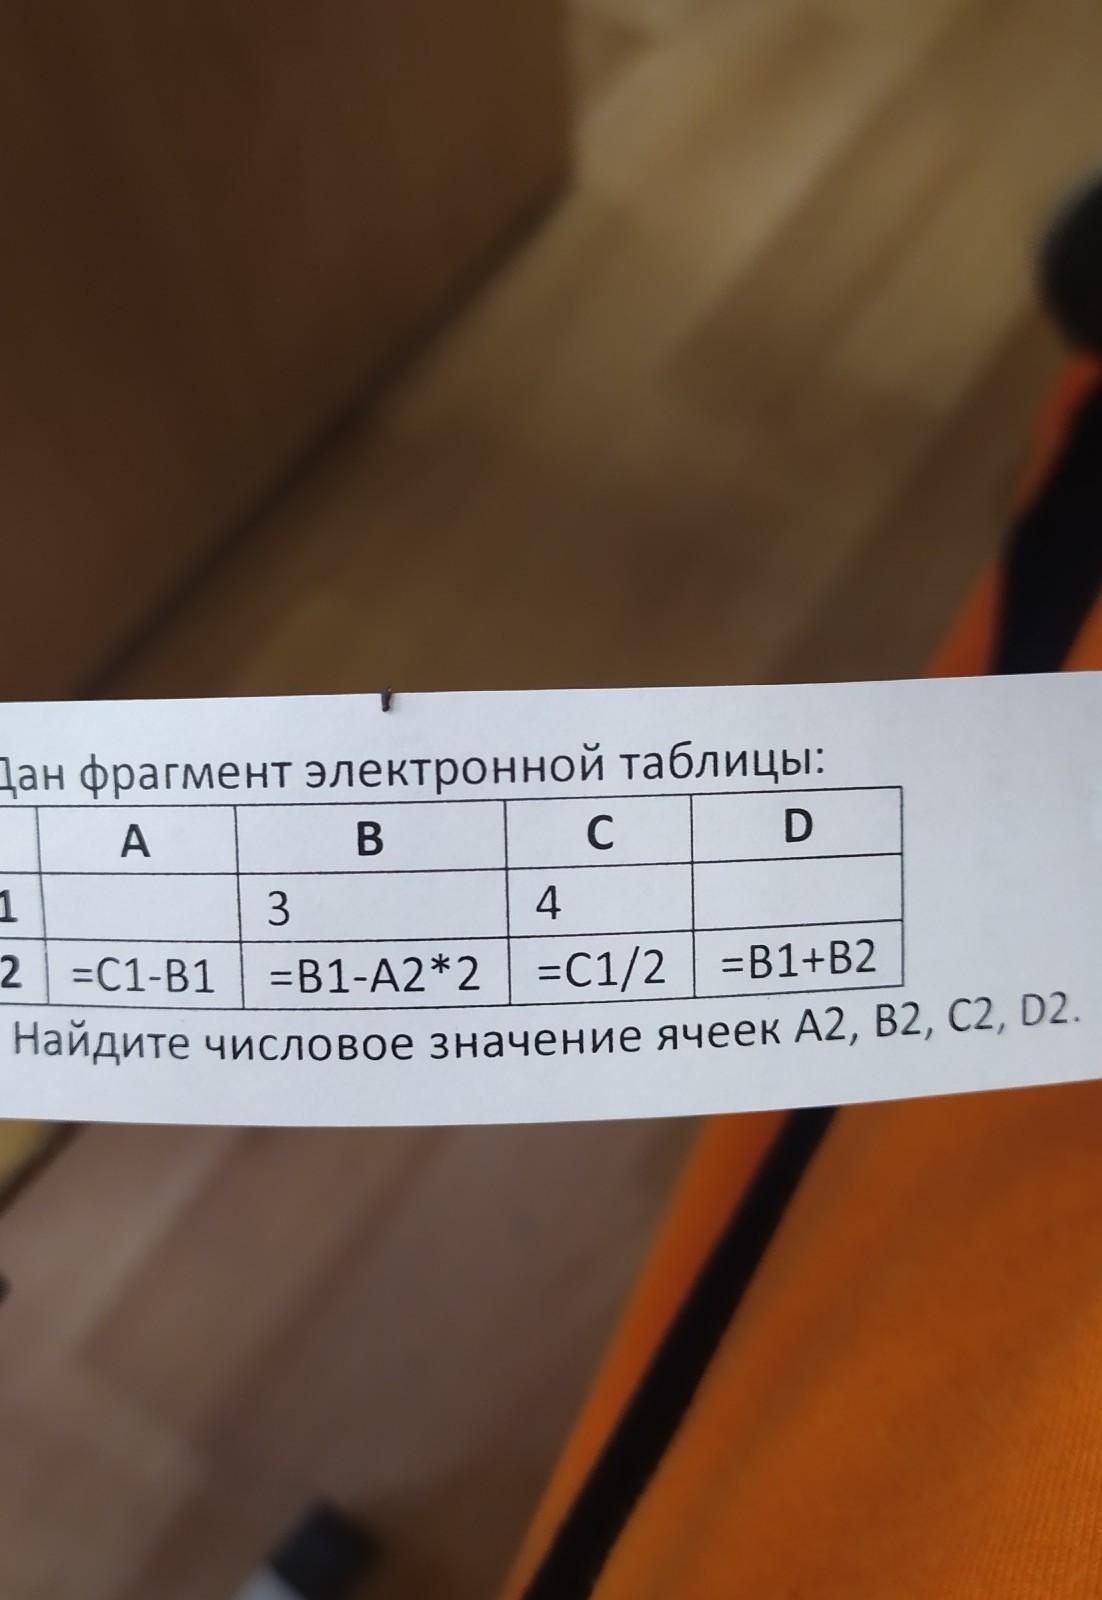 Дан фрагмент электронной таблицы:
A B C D
1 3 4
2 =C1-B1 =B1-A2*2 =C1/2 =B1+B2
Найдите числовое значение ячеек A2, B2, C2, D2.